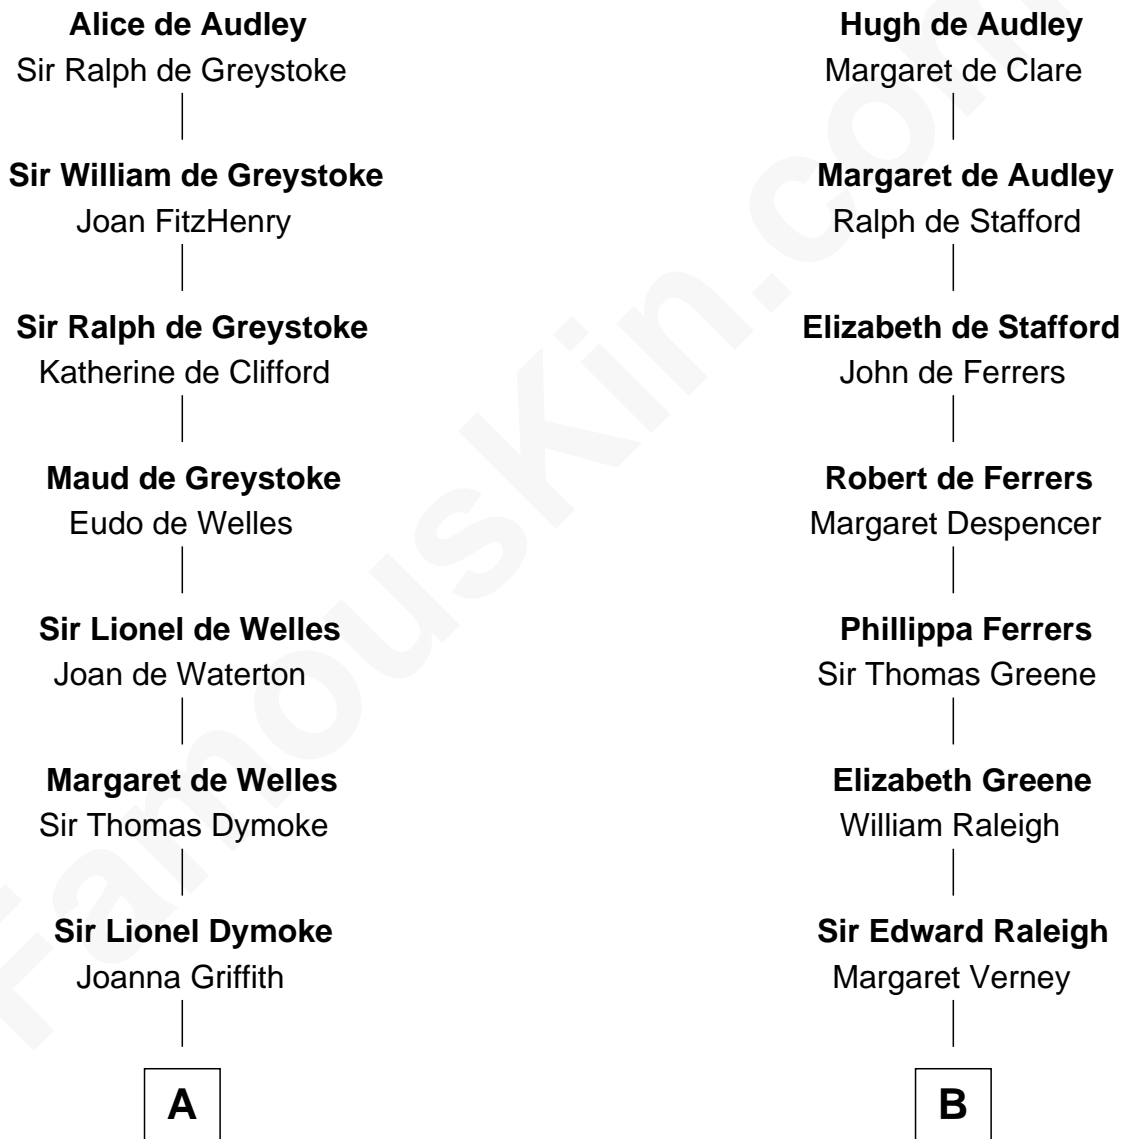 Alice de Audley
Sir Ralph de Greystoke
Sir William de Greystoke
Joan FitzHenry
Sir Ralph de Greystoke
Katherine de Clifford
Maud de Greystoke
Eudo de Welles
Sir Lionel de Welles
Joan de Waterton
Margaret de Welles
Sir Thomas Dymoke
Sir Lionel Dymoke
Joanna Griffith
A
Hugh de Audley
Margaret de Clare
Margaret de Audley
Ralph de Stafford
Elizabeth de Stafford
John de Ferrers
Robert de Ferrers
Margaret Despencer
Phillippa Ferrers
Sir Thomas Greene
Elizabeth Greene
William Raleigh
Sir Edward Raleigh
Margaret Verney
B
FamousKin.com